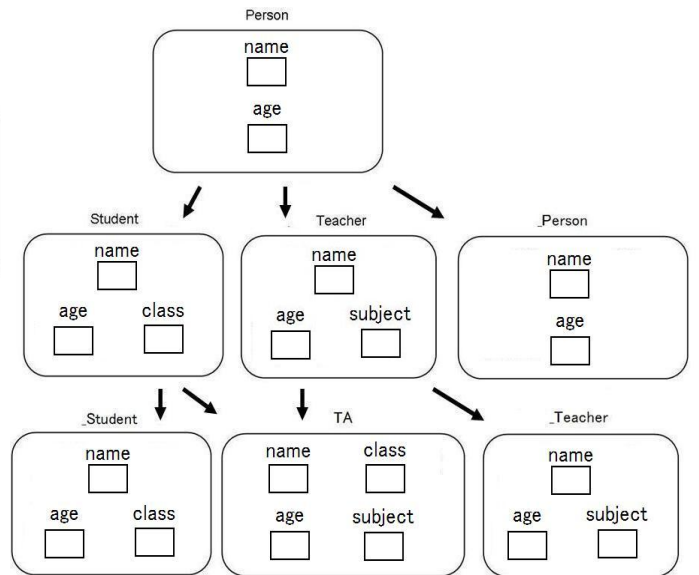 Person
name
age
Student
Teacher
_Person
name
name
name
age
class
age
subject
age
_Student
TA
_Teacher
name
name
class
name
age
class
age
subject
age
subject